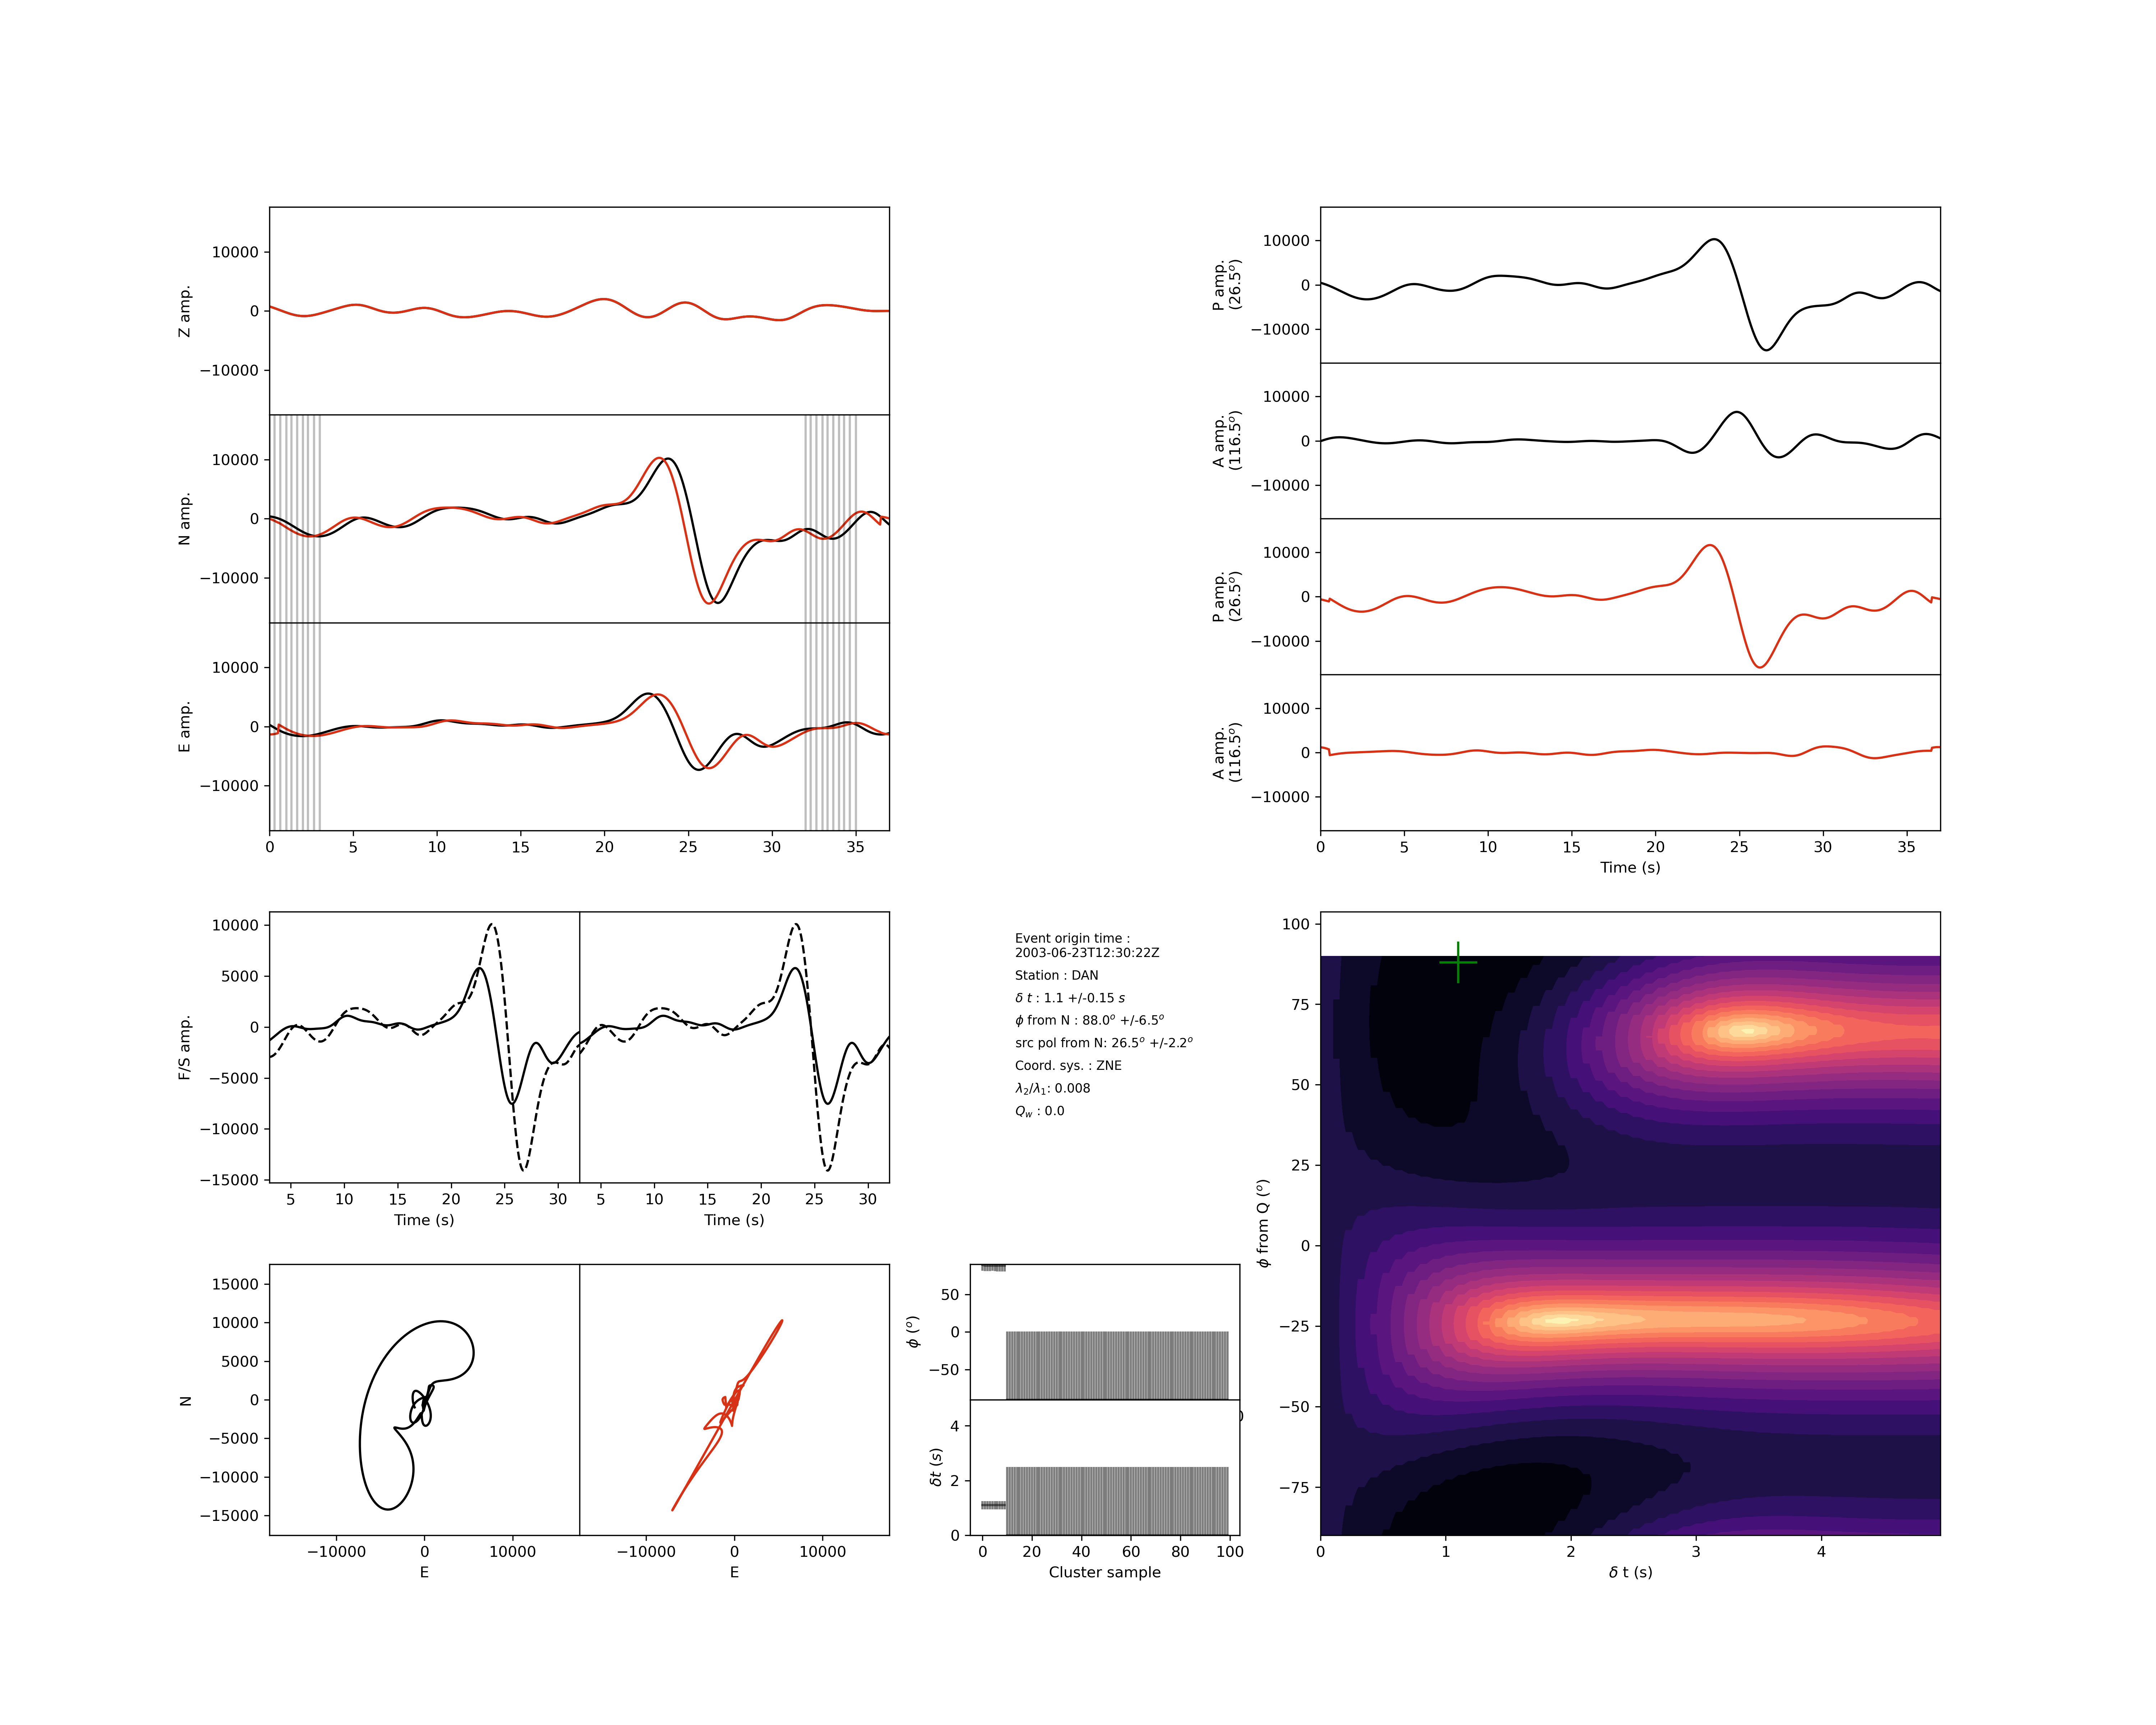 Z amp.
10000
0
−10000
N amp.
10000
0
−10000
E amp.
10000
0
−10000
0 5 10 15 20 25 30 35
P amp.
(26.5°)
10000
0
−10000
A amp.
(116.5°)
10000
0
−10000
P amp.
(26.5°)
10000
0
−10000
A amp.
(116.5°)
10000
0
−10000
0 5 10 15 20 25 30 35
Time (s)
F/S amp.
10000
5000
0
−5000
−10000
−15000
5 10 15 20 25 30 5 10 15 20 25 30
Time (s) Time (s)
Event origin time :
2003-06-23T12:30:22Z
Station : DAN
δ t : 1.1 +/-0.15 s
ϕ from N : 88.0° +/-6.5°
src pol from N: 26.5° +/-2.2°
Coord. sys. : ZNE
λ₂/λ₁: 0.008
Q_w : 0.0
N
15000
10000
5000
0
−5000
−10000
−15000
−10000 0 10000 −10000 0 10000
E E
ϕ (°)
50
0
−50
δt (s)
4
2
0
0 20 40 60 80 100
Cluster sample
ϕ from Q (°)
100
75
50
25
0
−25
−50
−75
0 1 2 3 4
δ t (s)